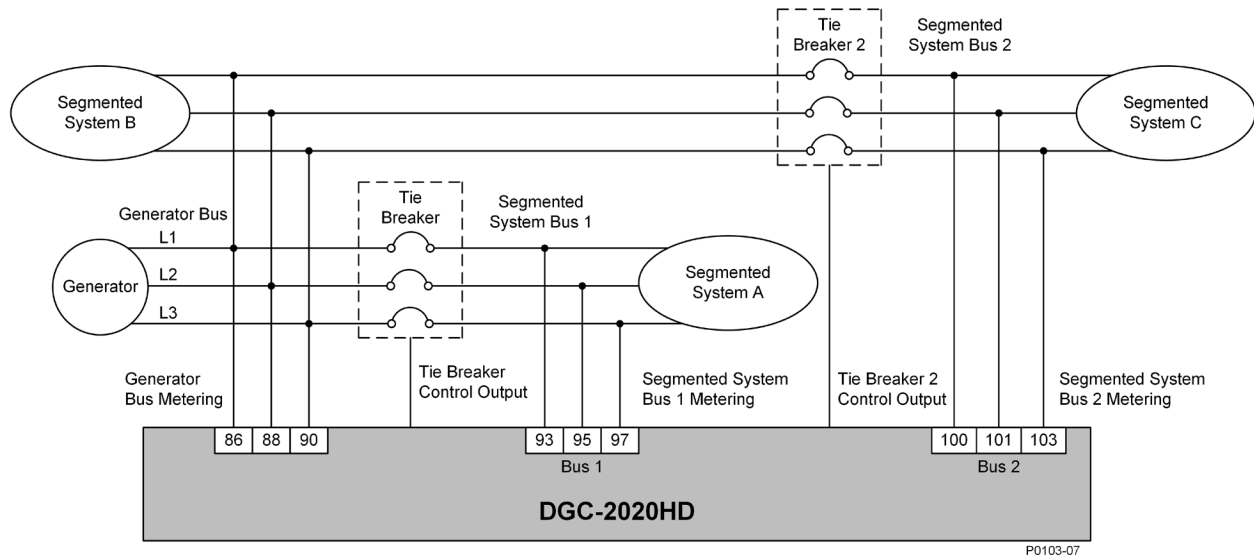 Tie
Breaker 2
Segmented
System Bus 2
Segmented
System B
Segmented
System C
Tie
Breaker
Segmented
System Bus 1
Generator Bus
L1
L2
L3
Generator
Segmented
System A
Generator
Bus Metering
Tie Breaker
Control Output
Segmented System
Bus 1 Metering
Tie Breaker 2
Control Output
Segmented System
Bus 2 Metering
86 88 90
93 95 97
100 101 103
Bus 1
Bus 2
DGC-2020HD
P0103-07